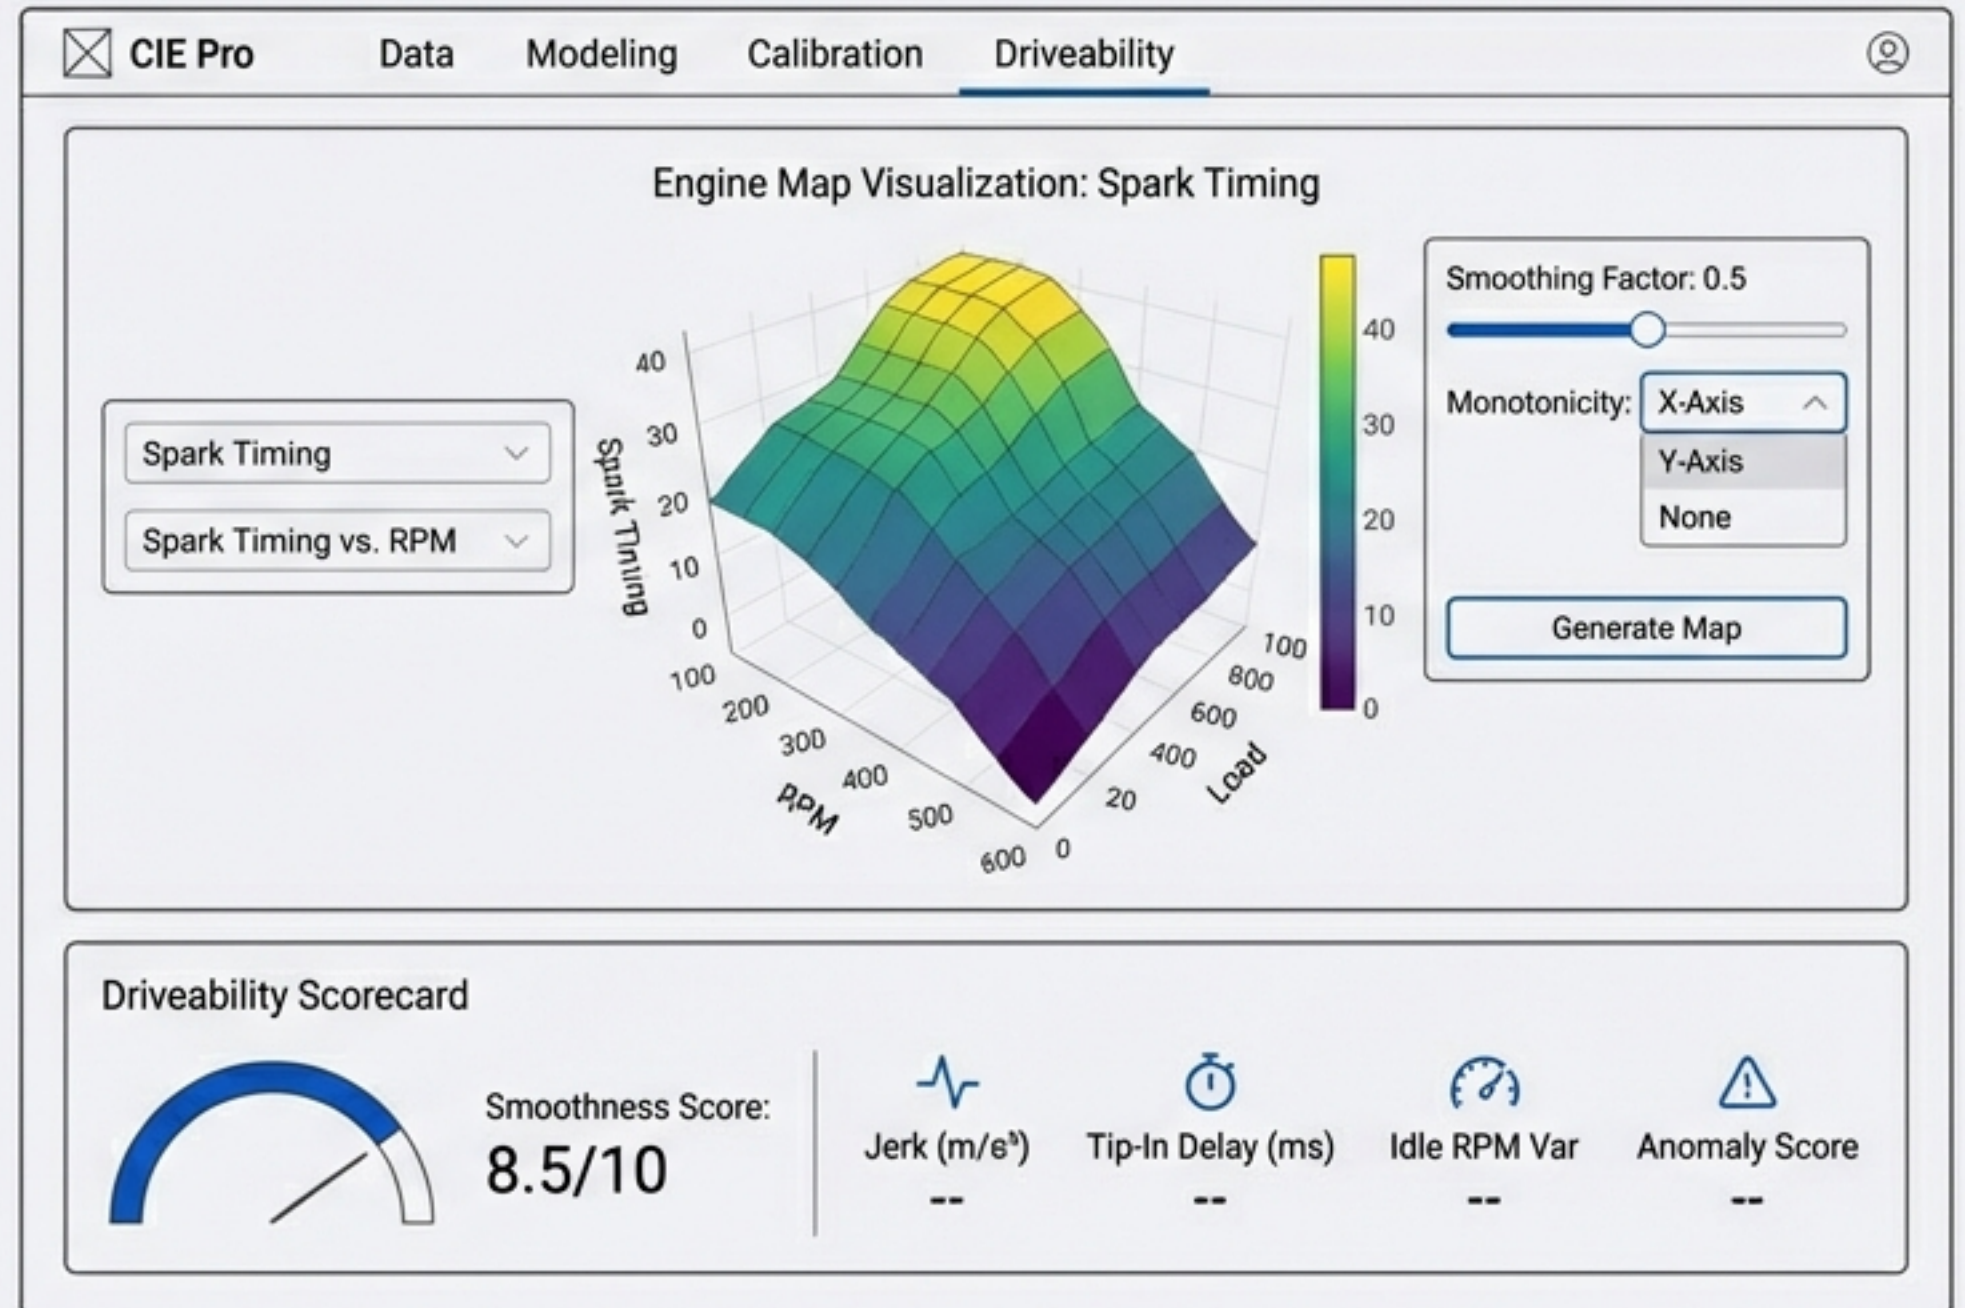 CIE Pro
Data
Modeling
Calibration
Driveability
Engine Map Visualization: Spark Timing
Spark Timing
Spark Timing vs. RPM
40
30
20
10
0
100
200
300
400
500
600
RPM
0
20
400
600
800
100
Load
40
30
20
10
0
Smoothing Factor: 0.5
Monotonicity:
X-Axis
Y-Axis
None
Generate Map
Driveability Scorecard
Smoothness Score:
8.5/10
Jerk
--
Tip-In Delay (ms)
--
Idle RPM Var
--
Anomaly Score
--